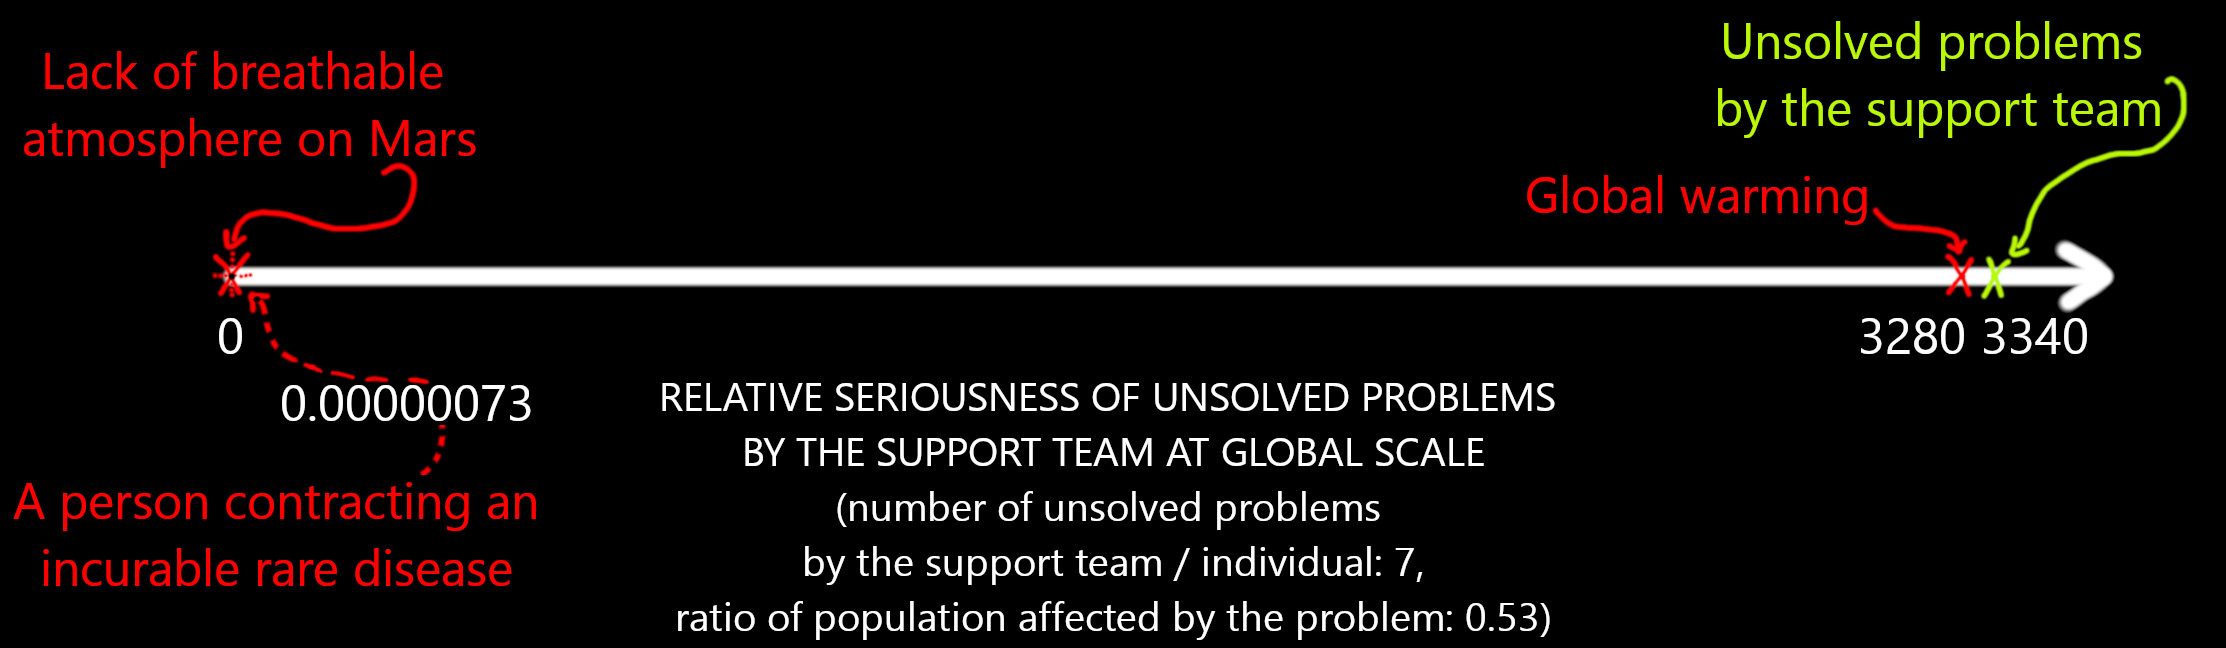 Lack of breathable
atmosphere on Mars
Unsolved problems
by the support team
Global warming
0
3280 3340
0.00000073
A person contracting an
incurable rare disease
RELATIVE SERIOUSNESS OF UNSOLVED PROBLEMS
BY THE SUPPORT TEAM AT GLOBAL SCALE
(number of unsolved problems
by the support team / individual: 7,
ratio of population affected by the problem: 0.53)